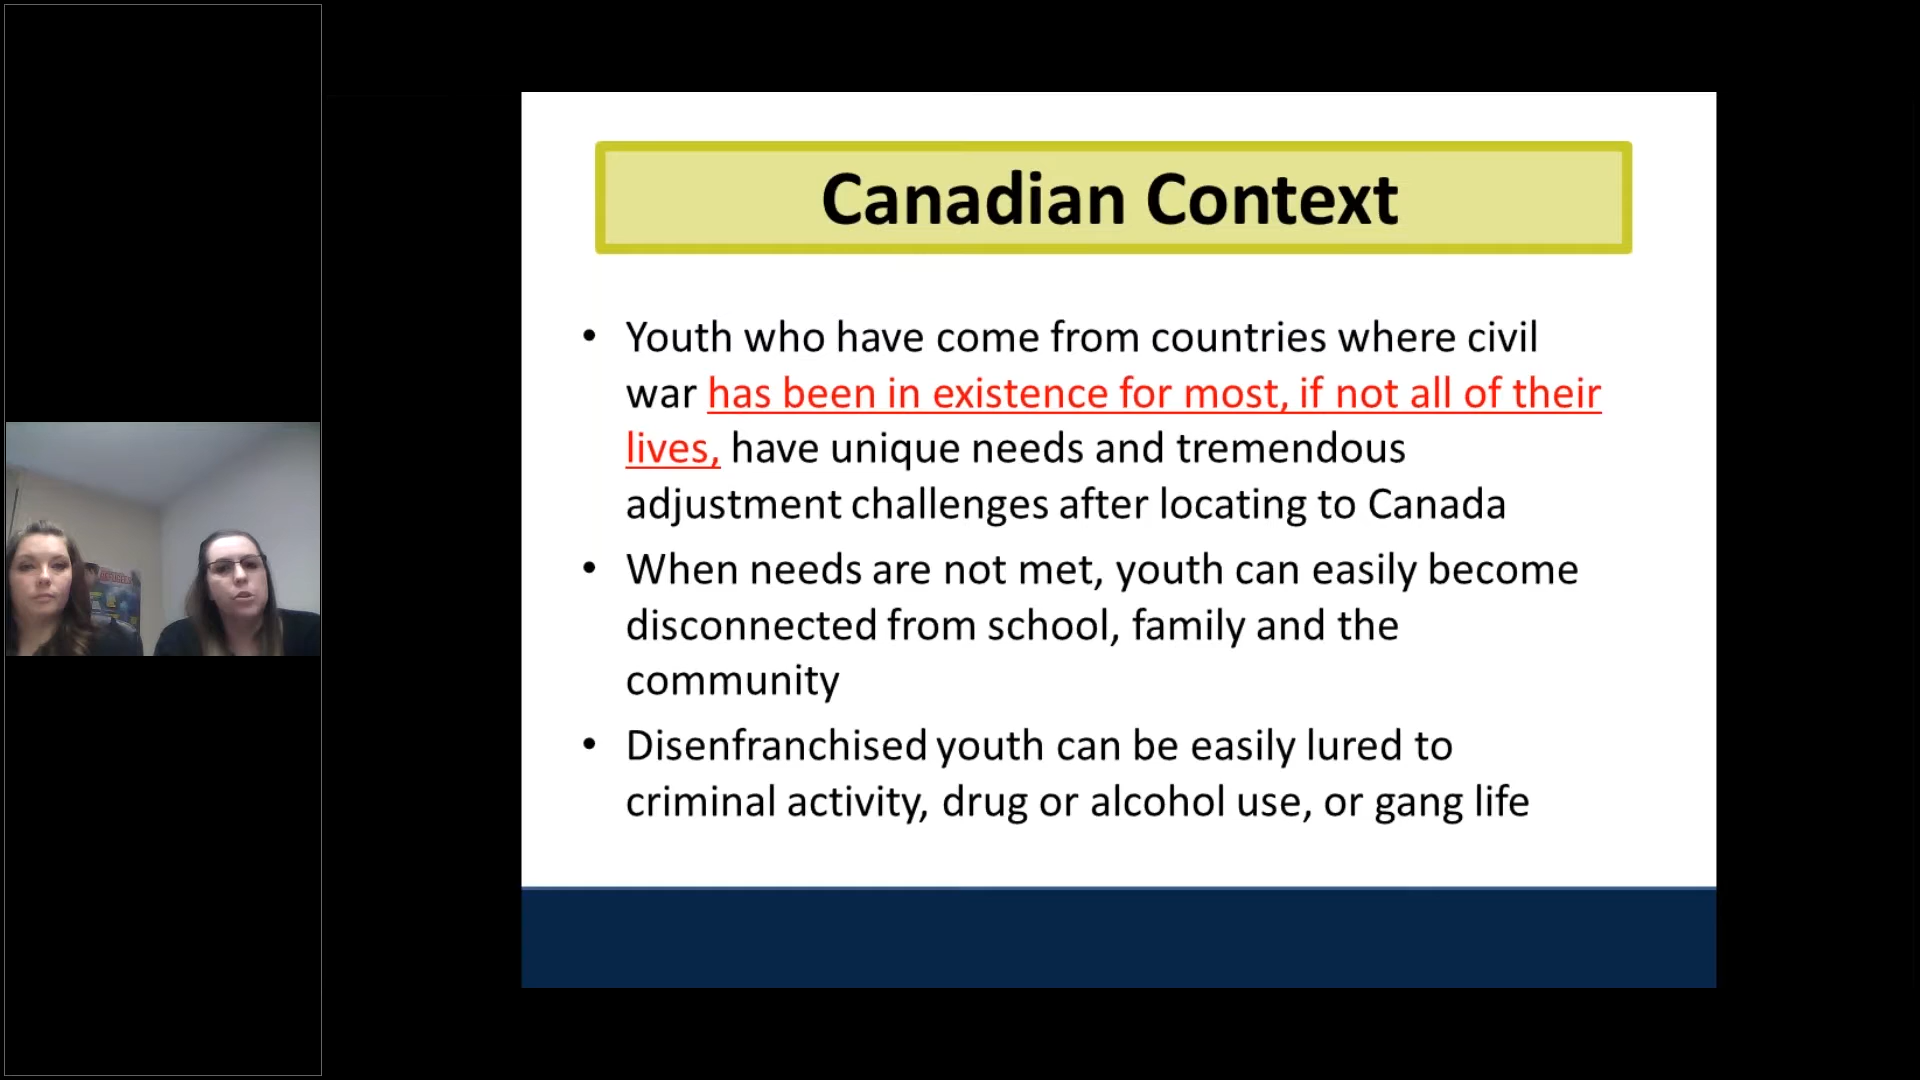 Canadian Context
• Youth who have come from countries where civil
war has been in existence for most, if not all of their
lives, have unique needs and tremendous
adjustment challenges after locating to Canada
• When needs are not met, youth can easily become
disconnected from school, family and the
community
• Disenfranchised youth can be easily lured to
criminal activity, drug or alcohol use, or gang life